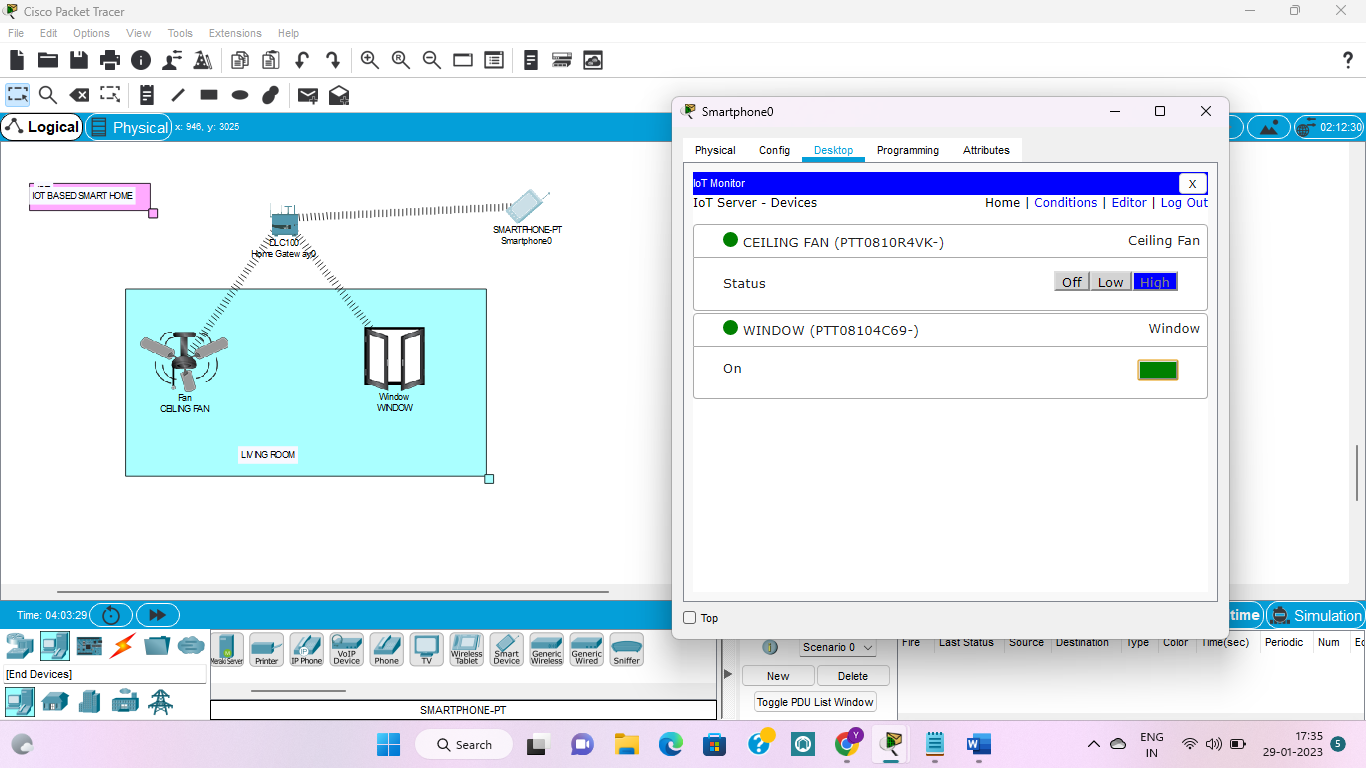 Cisco Packet Tracer
File Edit Options View Tools Extensions Help
Logical Physical x: 946, y: 3025
02:12:30
IOT BASED SMART HOME
DLC100
Home Gateway0
SMARTPHONE-PT
Smartphone0
Fan
CEILING FAN
Window
WINDOW
LIVING ROOM
Smartphone0
Physical Config Desktop Programming Attributes
IoT Monitor X
IoT Server - Devices Home | Conditions | Editor | Log Out
CEILING FAN (PTT0810R4VK-) Ceiling Fan
Status Off Low High
WINDOW (PTT08104C69-) Window
On
Top
Time: 04:03:29
time Simulation
Meraki Server
Printer
IP Phone
VoIP Device
Phone
TV
Wireless Tablet
Smart Device
Generic Wireless
Generic Wired
Sniffer
[End Devices]
SMARTPHONE-PT
Scenario 0
New Delete
Toggle PDU List Window
Fire Last Status Source Destination Type Color Time(sec) Periodic Num
Search
ENG
IN
17:35
29-01-2023
5